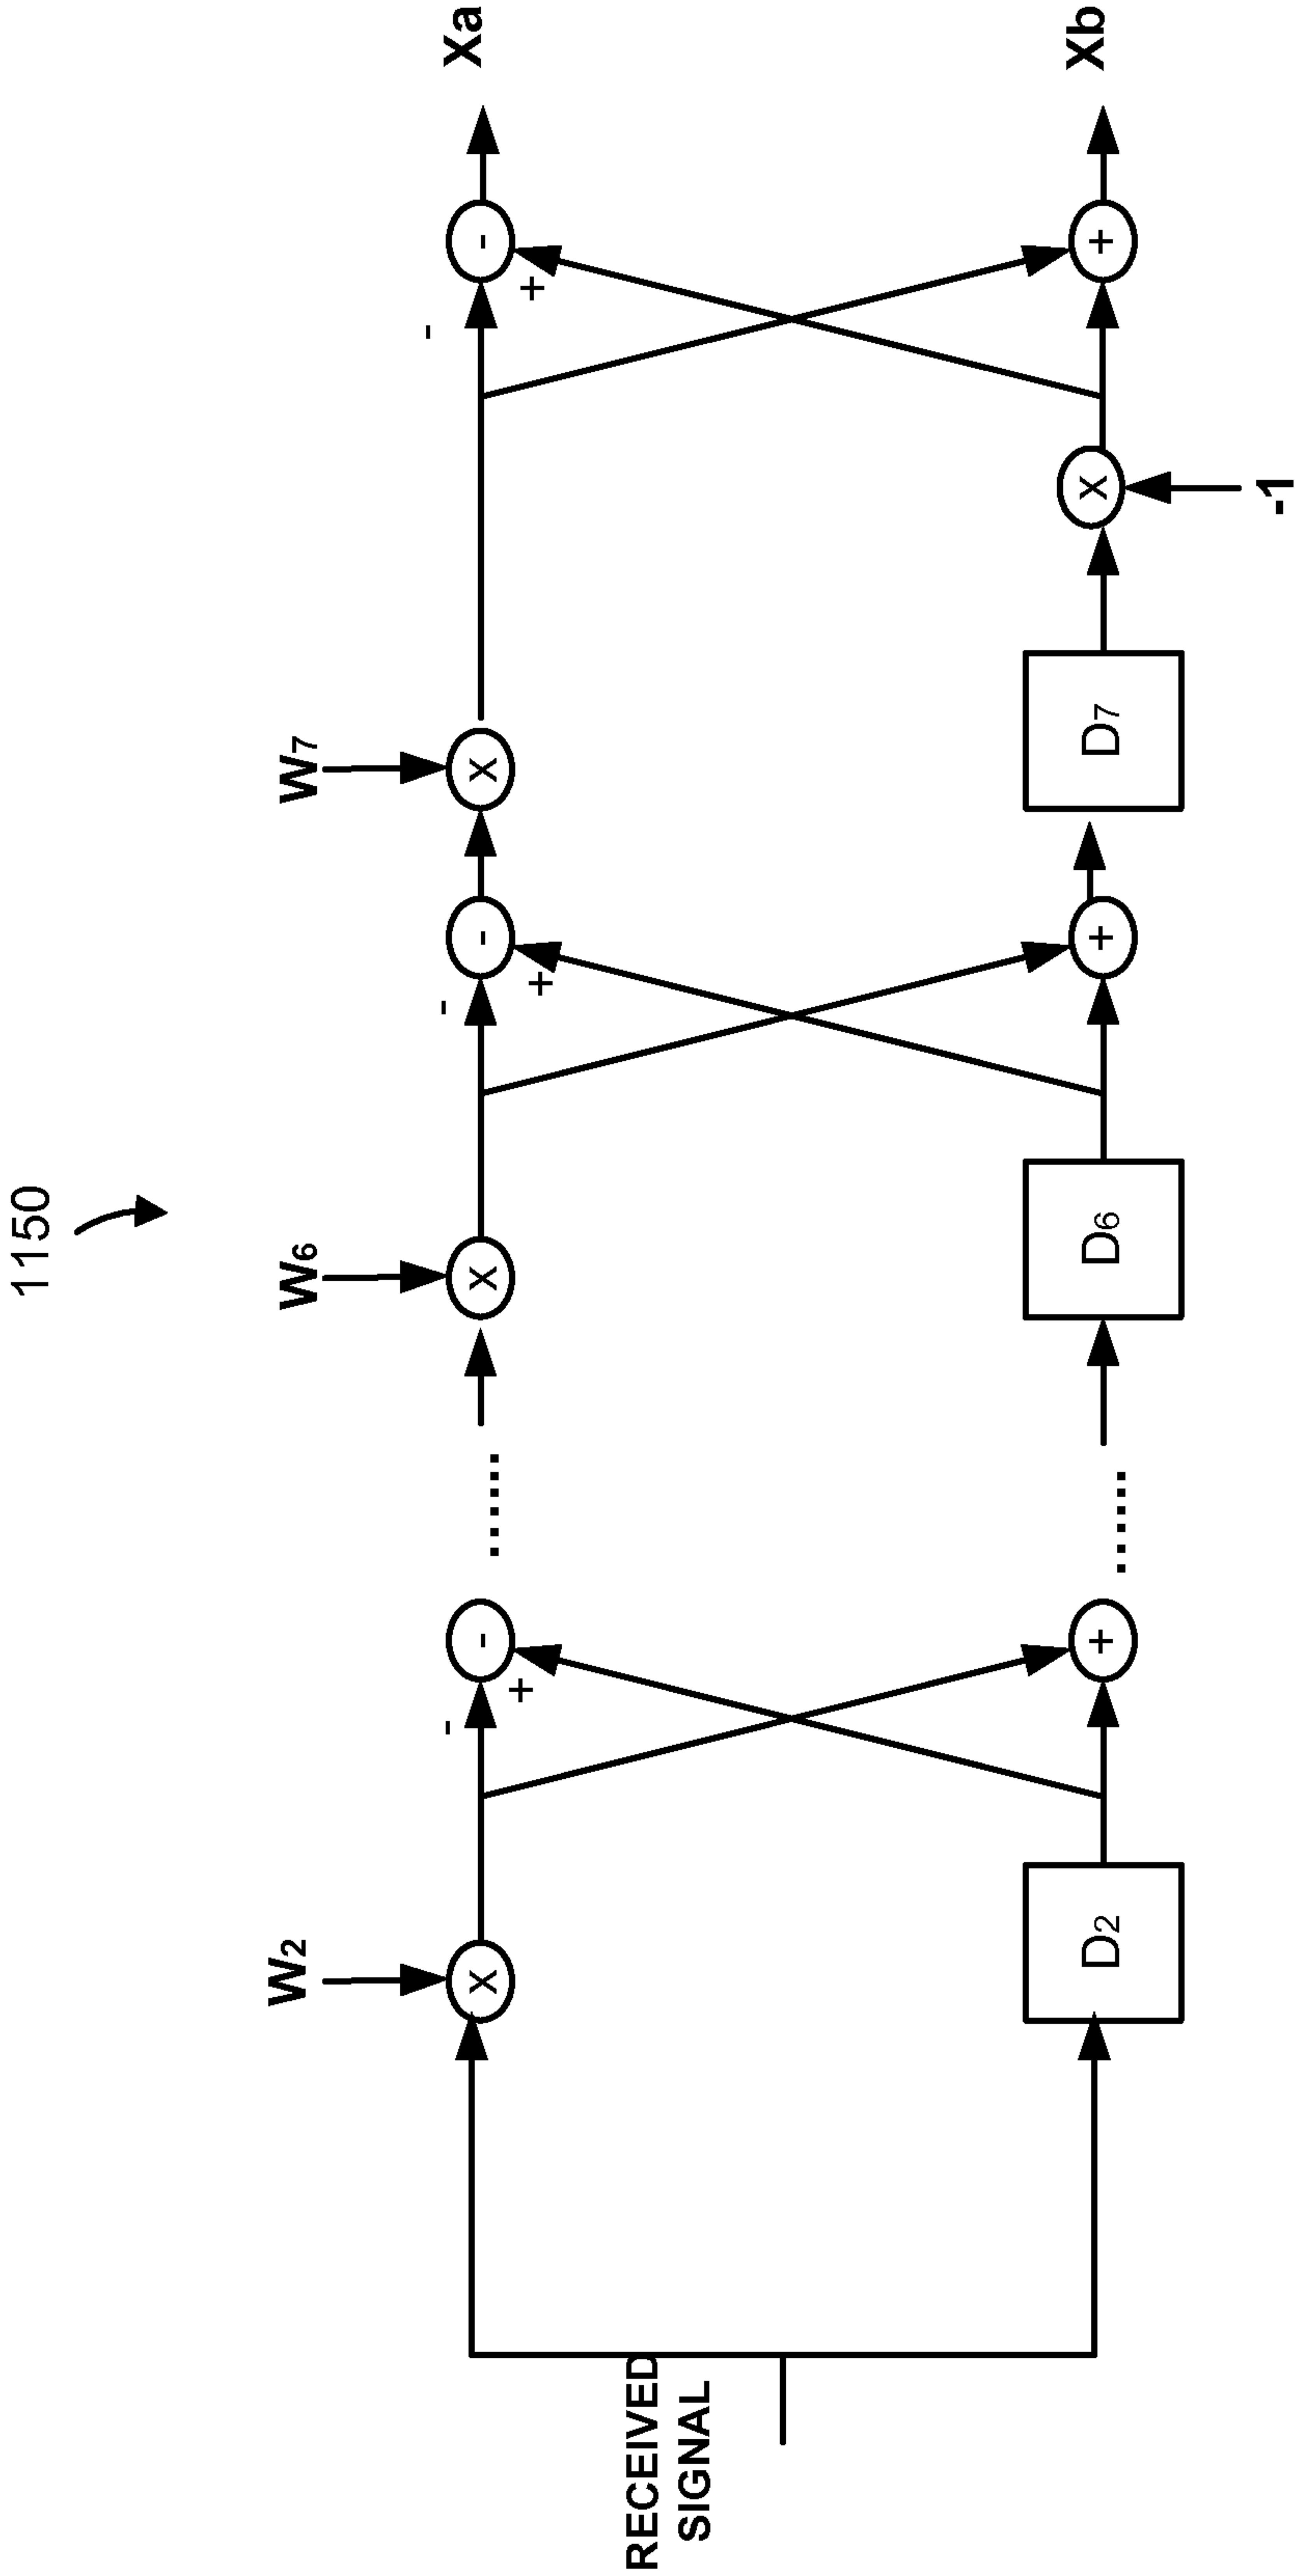 1150
W2
W6
W7
X
-
......
X
-
X
-
Xa
-
+
-
+
-
+
RECEIVED
SIGNAL
D2
+
......
D6
+
D7
X
+
Xb
-1